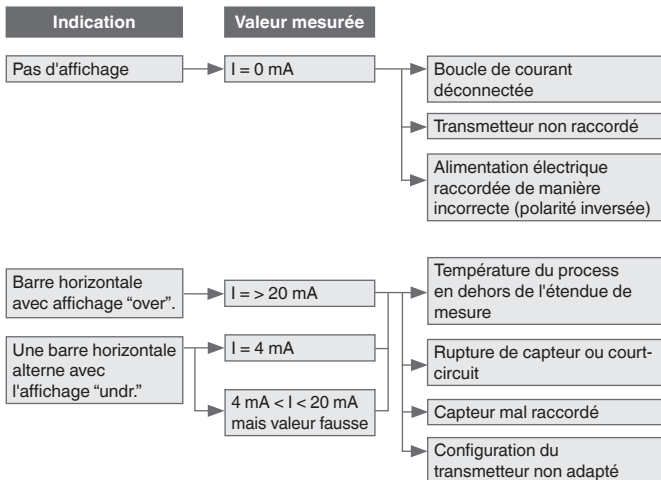 Indication
Valeur mesurée
Pas d'affichage
I = 0 mA
Boucle de courant
déconnectée
Transmetteur non raccordé
Alimentation électrique
raccordée de manière
incorrecte (polarité inversée)
Barre horizontale
avec affichage “over”.
I = > 20 mA
Température du process
en dehors de l'étendue de
mesure
Une barre horizontale
alterne avec
l'affichage “undr.”
I = 4 mA
Rupture de capteur ou court-
circuit
4 mA < I < 20 mA
mais valeur fausse
Capteur mal raccordé
Configuration du
transmetteur non adapté